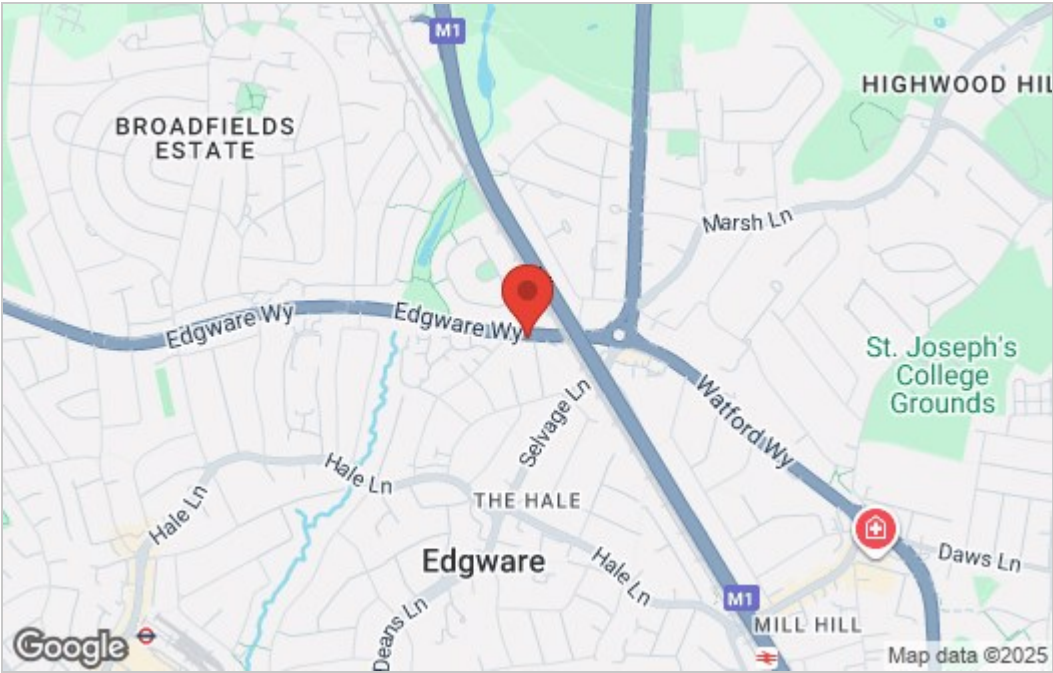 M1
HIGHWOOD HIL
BROADFIELDS
ESTATE
Marsh Ln
Edgware Wy
Edgware Wy
St. Joseph's
College
Grounds
Selvage Ln
Watford Wy
Hale Ln
Hale Ln
THE HALE
Edgware
Hale Ln
Daws Ln
Deans Ln
M1
MILL HILL
Google
Map data ©2025